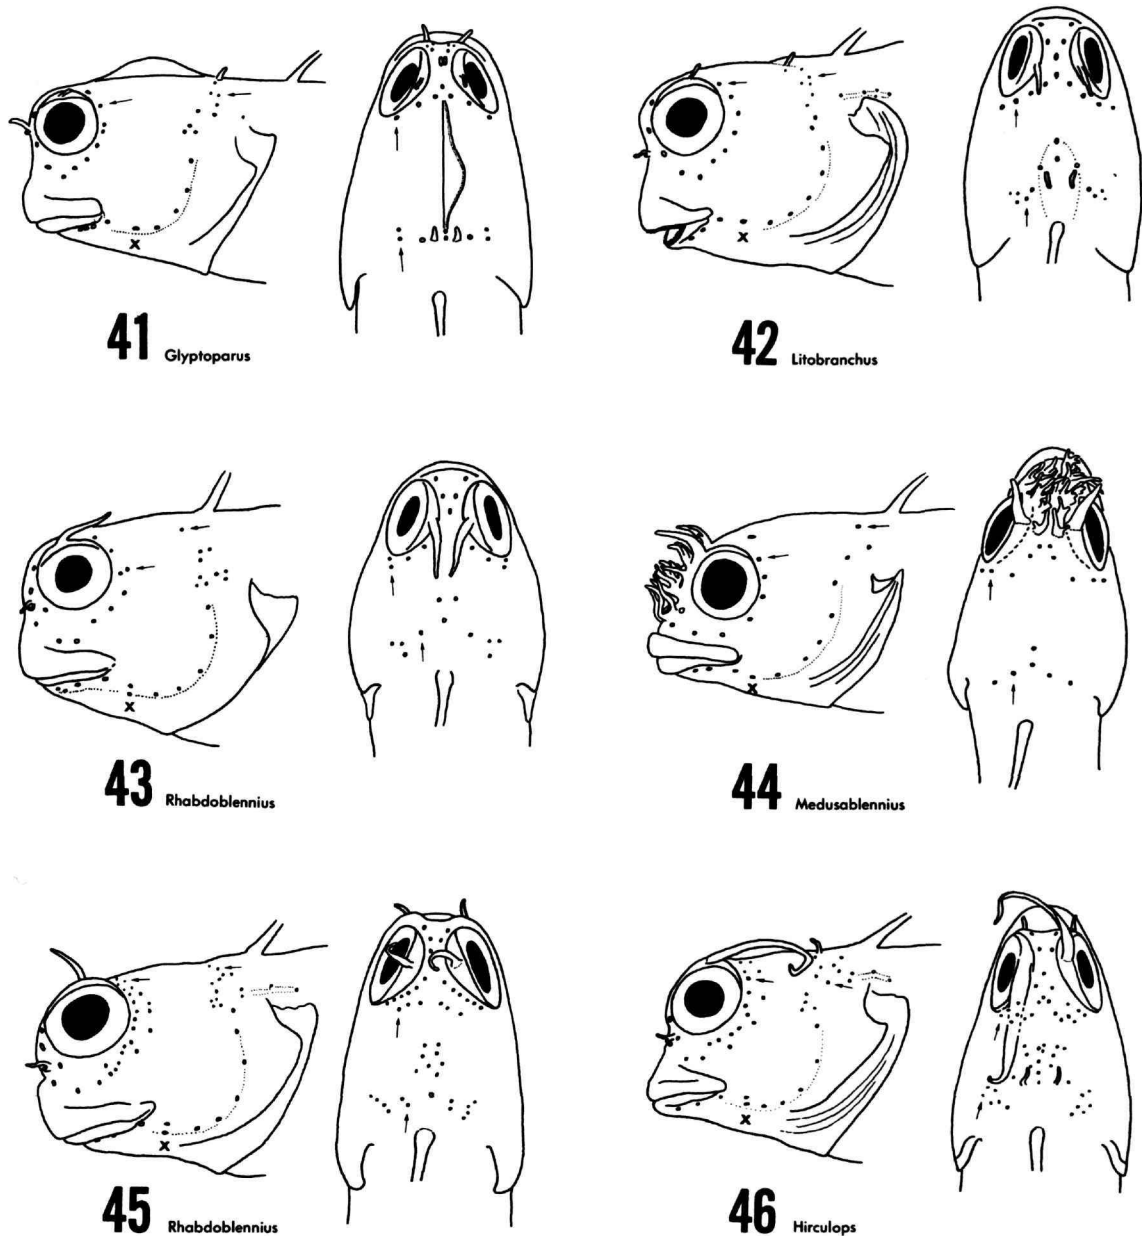 x
x
41 Glyptoparus
42 Litobranchus
x
x
43 Rhabdoblennius
44 Medusablennius
x
x
45 Rhabdoblennius
46 Hirculops